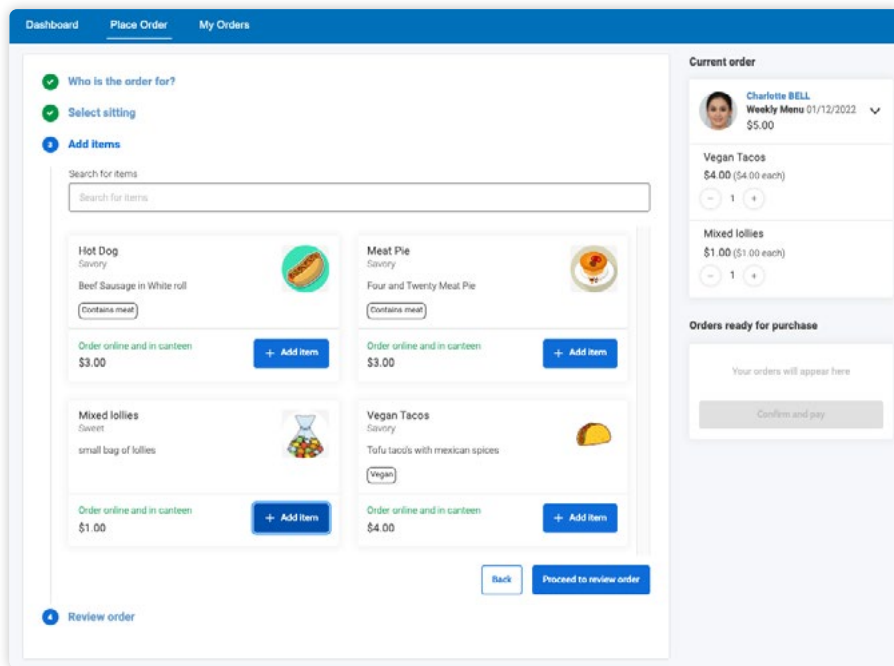 Dashboard Place Order My Orders
Who is the order for?
Select sitting
3 Add items
Search for items
Search for items
Hot Dog
Savory
Beef Sausage in White roll
Contains meat
Order online and in canteen
$3.00
+ Add item
Meat Pie
Savory
Four and Twenty Meat Pie
Contains meat
Order online and in canteen
$3.00
+ Add item
Mixed lollies
Sweet
small bag of lollies
Order online and in canteen
$1.00
+ Add item
Vegan Tacos
Savory
Tofu taco's with mexican spices
Vegan
Order online and in canteen
$4.00
+ Add item
Back
Proceed to review order
4 Review order
Current order
Charlotte BELL
Weekly Menu 01/12/2022
$5.00
Vegan Tacos
$4.00 ($4.00 each)
− 1 +
Mixed lollies
$1.00 ($1.00 each)
− 1 +
Orders ready for purchase
Your orders will appear here
Confirm and pay